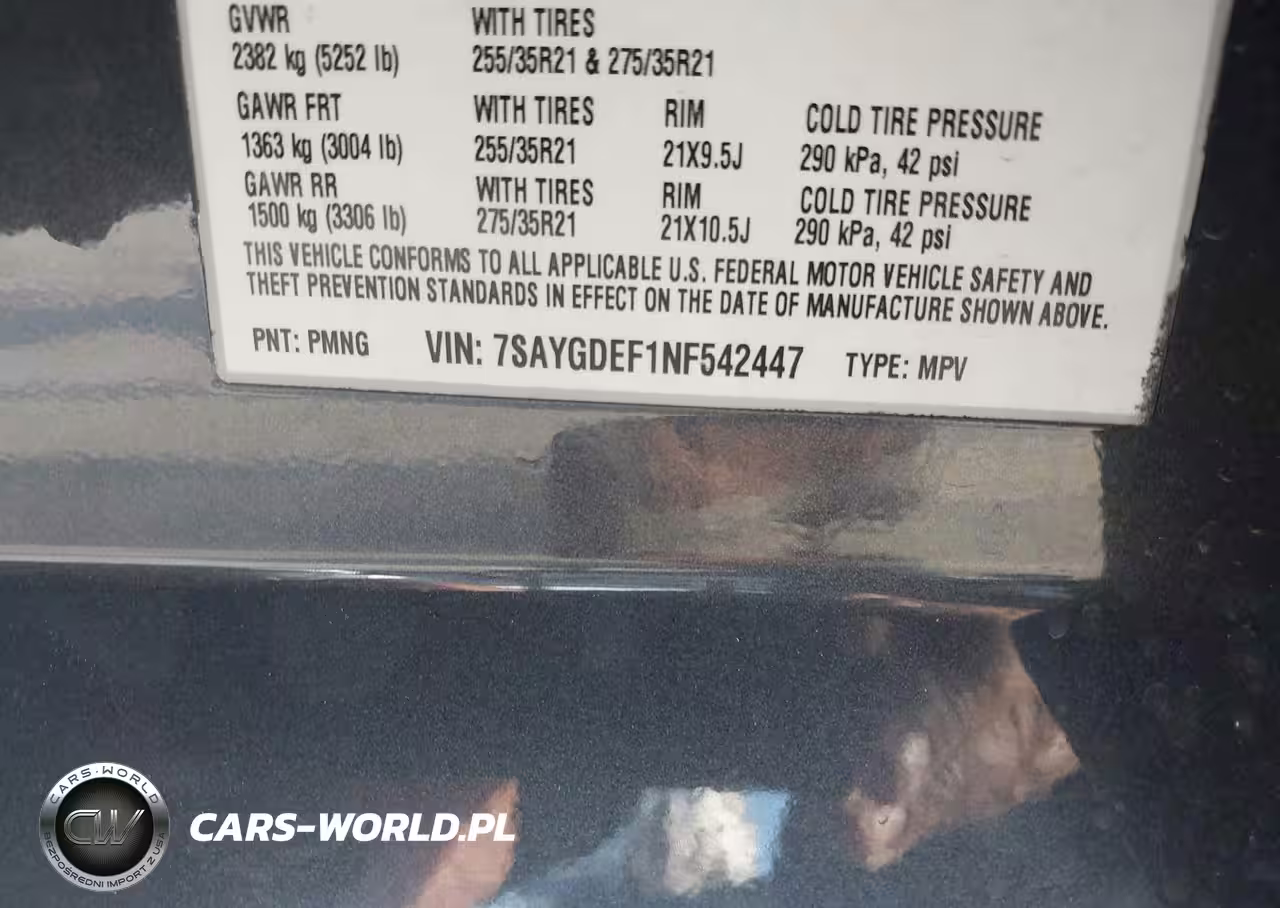 GVWR WITH TIRES
2382 kg (5252 lb) 255/35R21 & 275/35R21
GAWR FRT WITH TIRES RIM COLD TIRE PRESSURE
1363 kg (3004 lb) 255/35R21 21X9.5J 290 kPa, 42 psi
GAWR RR WITH TIRES RIM COLD TIRE PRESSURE
1500 kg (3306 lb) 275/35R21 21X10.5J 290 kPa, 42 psi
THIS VEHICLE CONFORMS TO ALL APPLICABLE U.S. FEDERAL MOTOR VEHICLE SAFETY AND
THEFT PREVENTION STANDARDS IN EFFECT ON THE DATE OF MANUFACTURE SHOWN ABOVE.
PNT: PMNG VIN: 7SAYGDEF1NF542447 TYPE: MPV
CARS-WORLD
CW
BEZPOŚREDNI IMPORT Z USA
CARS-WORLD.PL